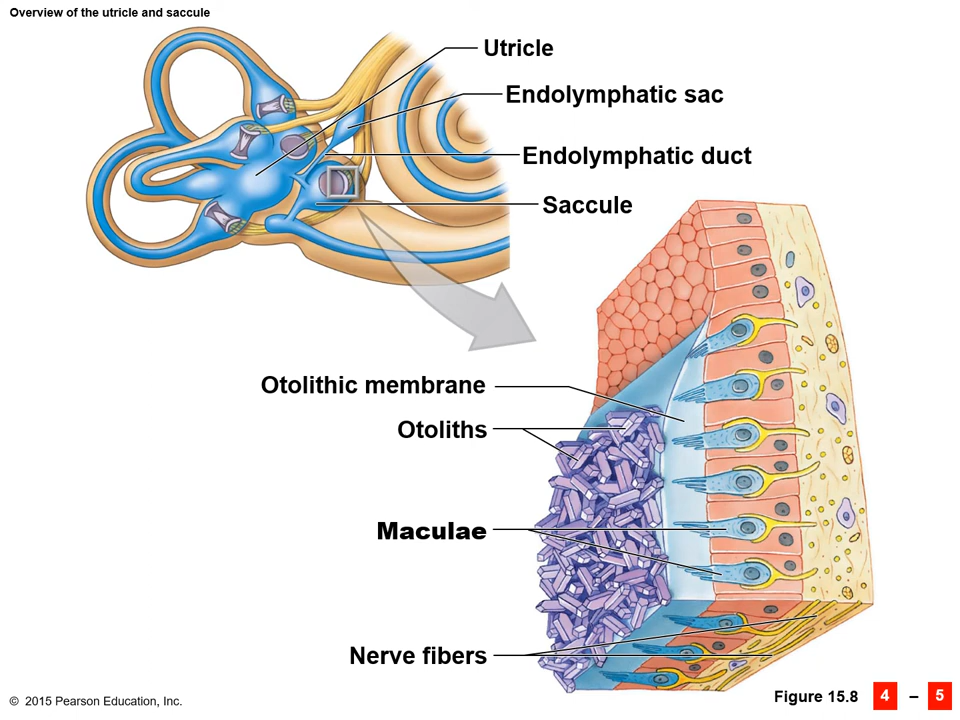 Overview of the utricle and saccule
Utricle
Endolymphatic sac
Endolymphatic duct
Saccule
Otolithic membrane
Otoliths
Maculae
Nerve fibers
© 2015 Pearson Education, Inc.
Figure 15.8 4 – 5